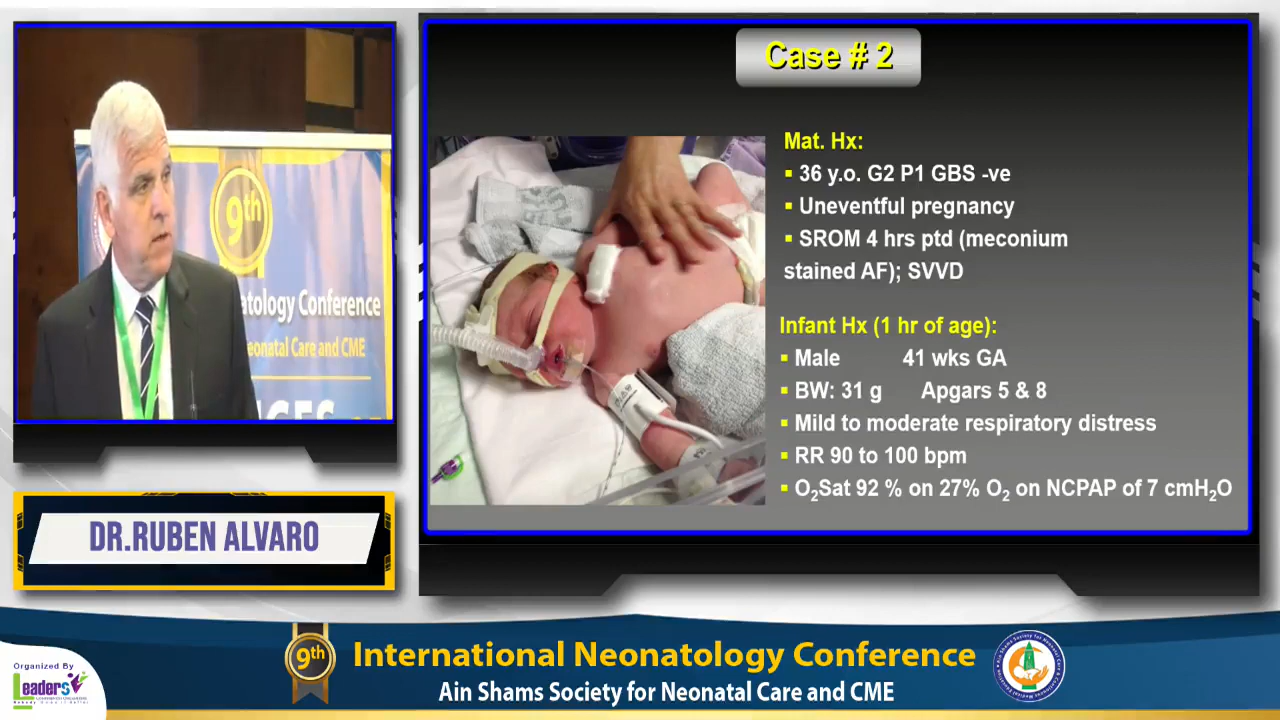 Case # 2
Mat. Hx:
▪ 36 y.o. G2 P1 GBS -ve
▪ Uneventful pregnancy
▪ SROM 4 hrs ptd (meconium
stained AF); SVVD
Infant Hx (1 hr of age):
▪ Male 41 wks GA
▪ BW: 31 g Apgars 5 & 8
▪ Mild to moderate respiratory distress
▪ RR 90 to 100 bpm
▪ O₂Sat 92 % on 27% O₂ on NCPAP of 7 cmH₂O
9th
natology Conference
eonatal Care and CME
DR.RUBEN ALVARO
Organized By
Leaders
9th
International Neonatology Conference
Ain Shams Society for Neonatal Care and CME